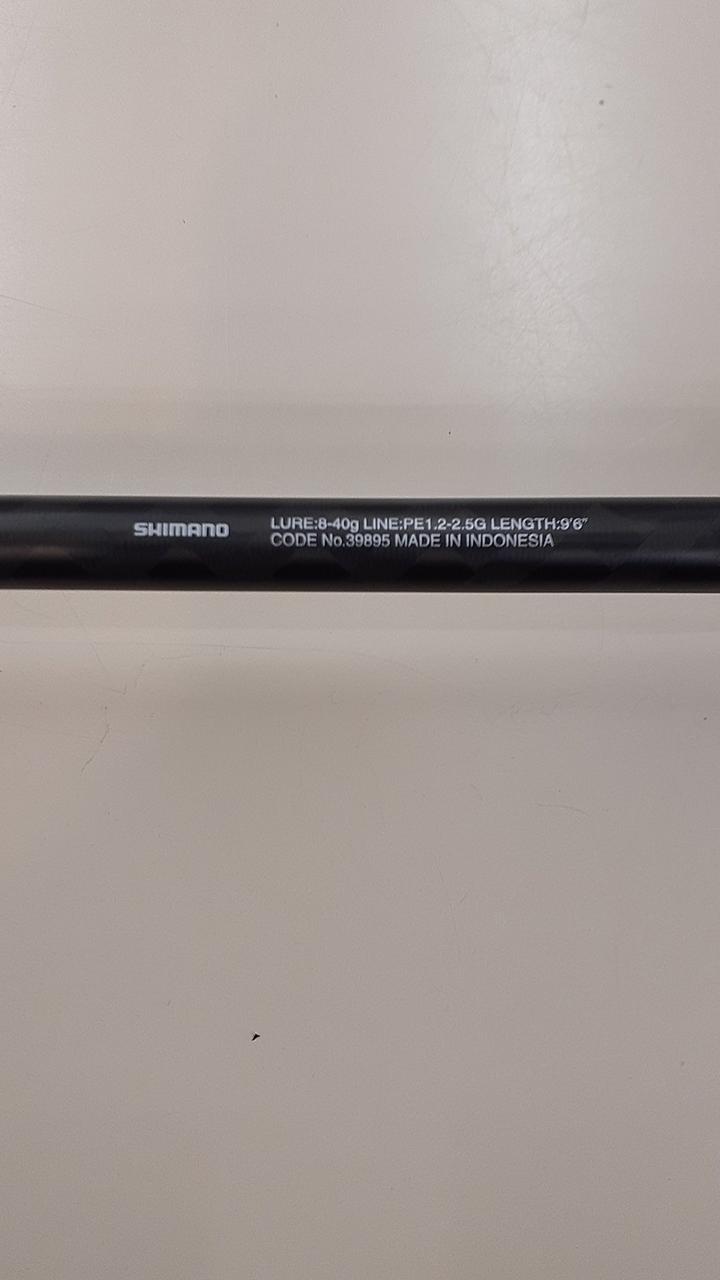 SHIMANO
LURE:8-40g LINE:PE1.2-2.5G LENGTH:9'6"
CODE No.39895 MADE IN INDONESIA